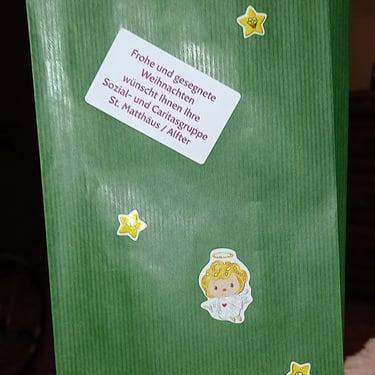 Frohe und gesegnete
Weihnachten
wünscht Ihnen Ihre
Sozial- und Caritasgruppe
St. Matthäus / Alfter